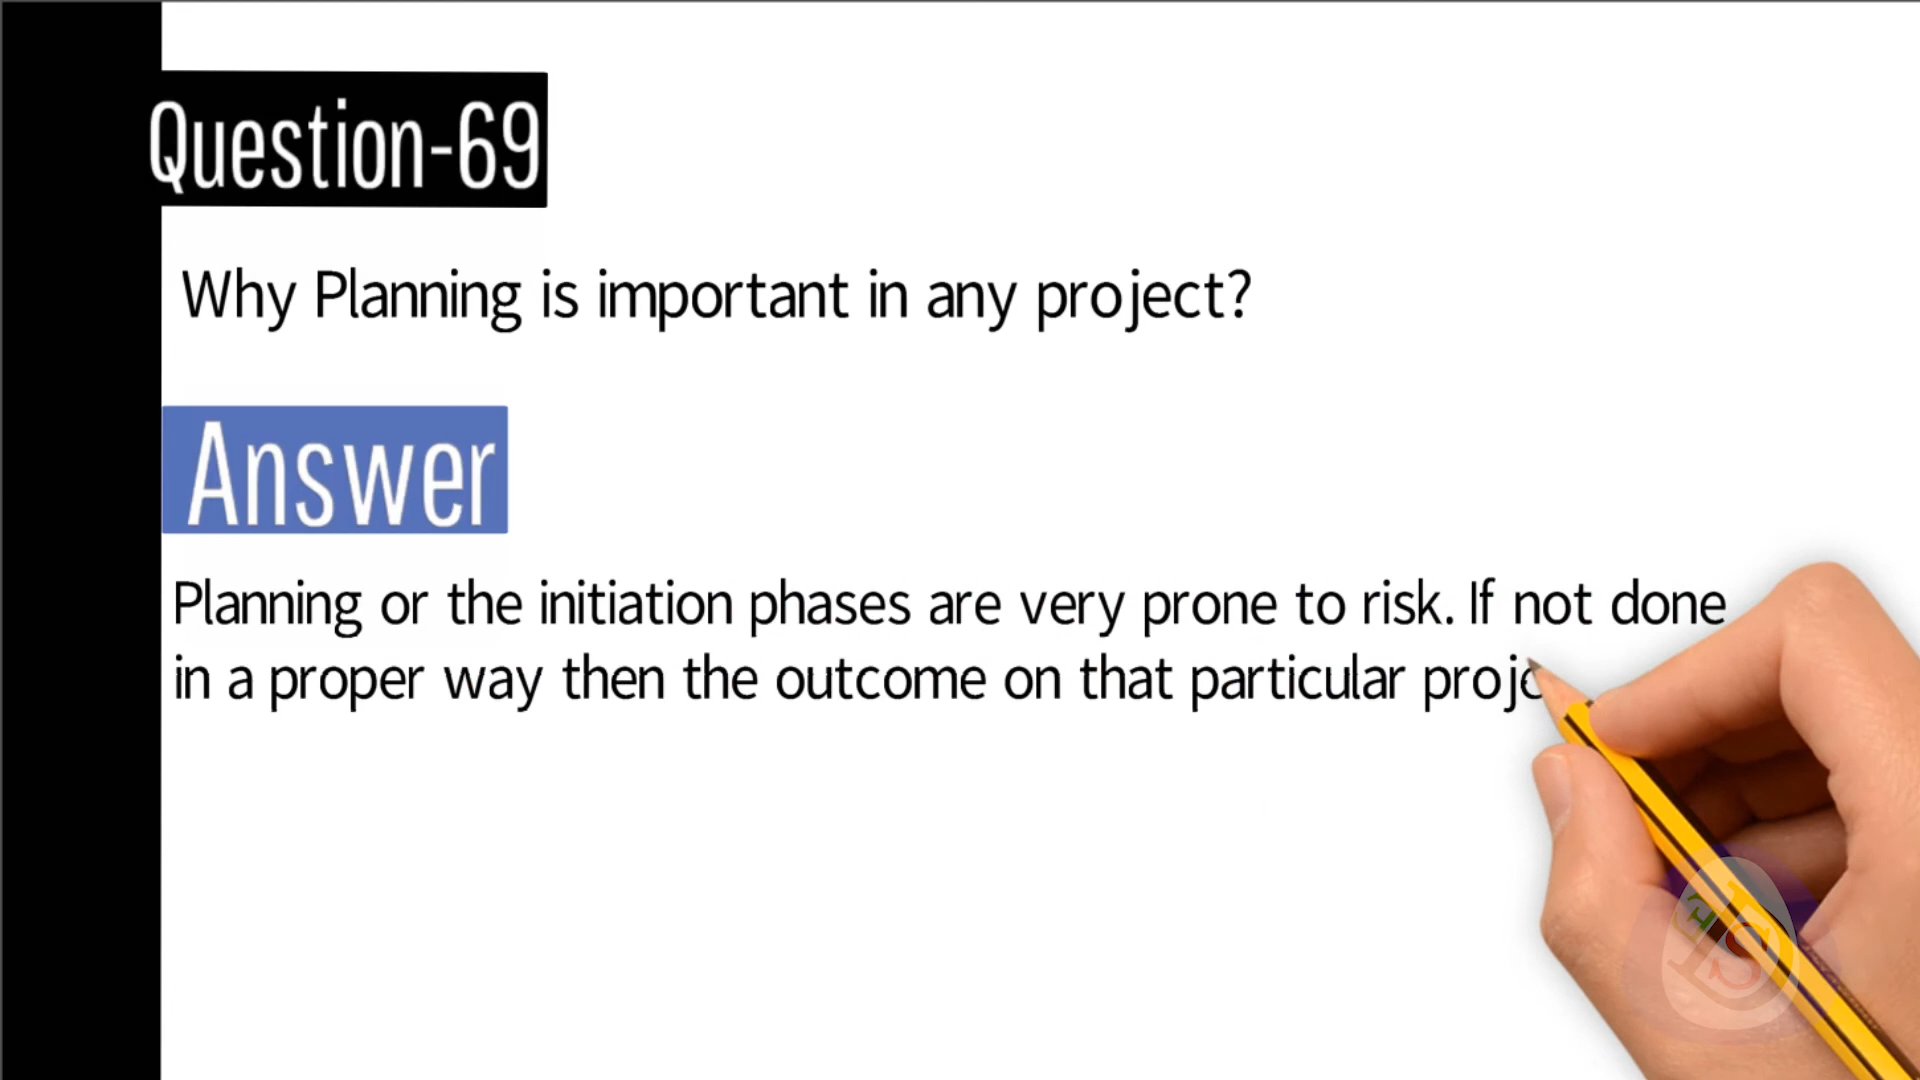 Question-69
Why Planning is important in any project?
Answer
Planning or the initiation phases are very prone to risk. If not done
in a proper way then the outcome on that particular proje